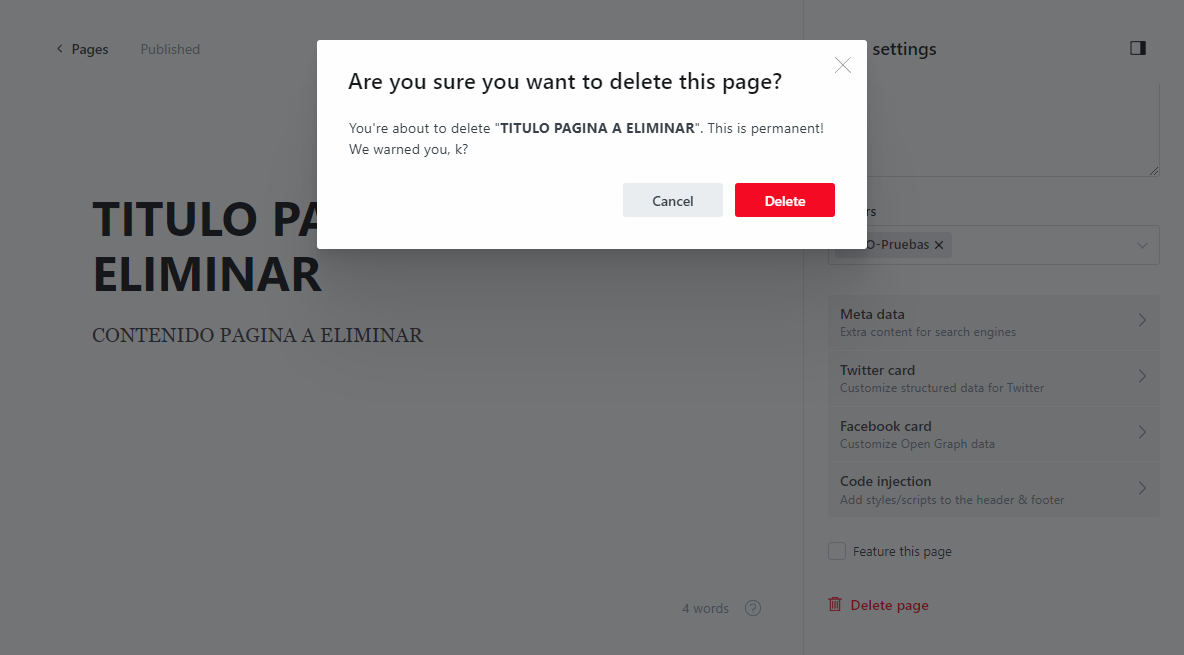 Pages
Published
settings
Are you sure you want to delete this page?
You're about to delete "TITULO PAGINA A ELIMINAR". This is permanent!
We warned you, k?
Cancel
Delete
TITULO PA
ELIMINAR
CONTENIDO PAGINA A ELIMINAR
rs
O-Pruebas
Meta data
Extra content for search engines
Twitter card
Customize structured data for Twitter
Facebook card
Customize Open Graph data
Code injection
Add styles/scripts to the header & footer
Feature this page
4 words
?
Delete page